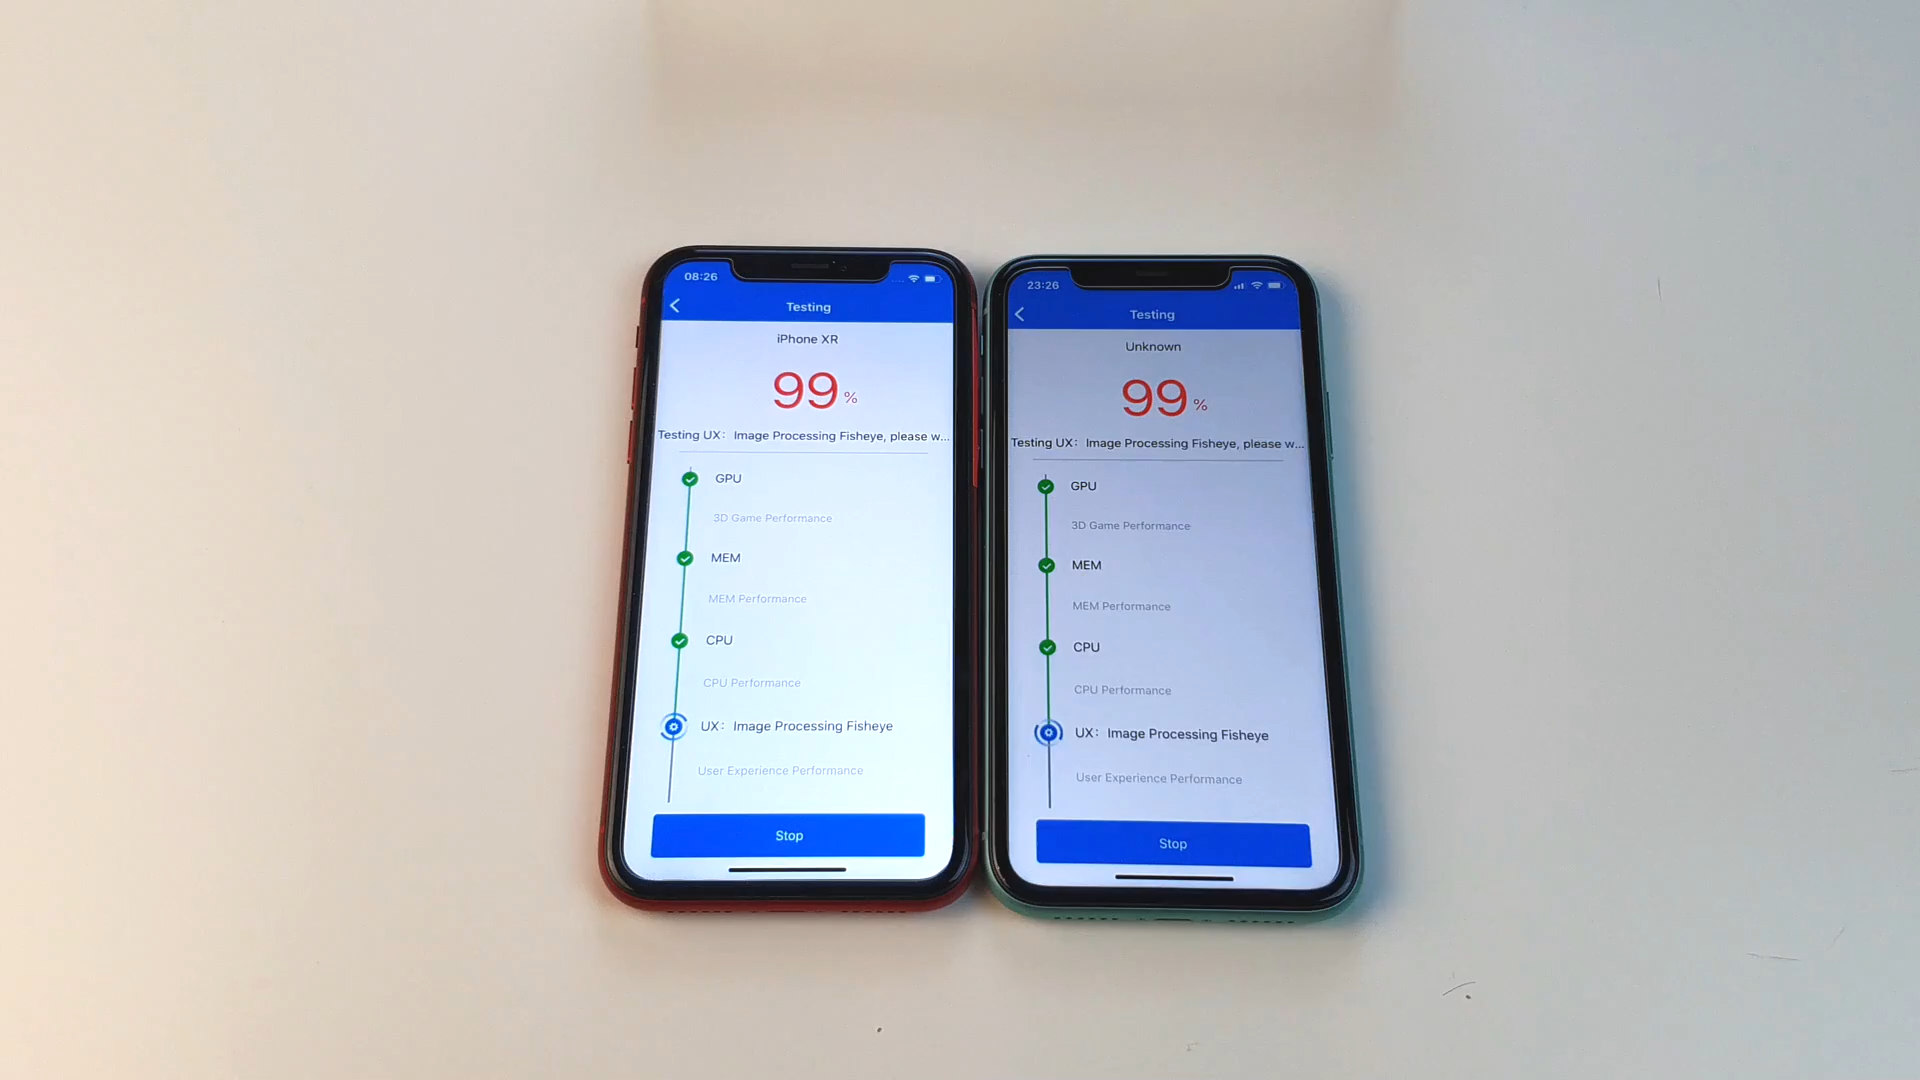 08:26
Testing
iPhone XR
99 %
Testing UX: Image Processing Fisheye, please w...
GPU
3D Game Performance
MEM
MEM Performance
CPU
CPU Performance
UX: Image Processing Fisheye
User Experience Performance
Stop
23:26
Testing
Unknown
99 %
Testing UX: Image Processing Fisheye, please w...
GPU
3D Game Performance
MEM
MEM Performance
CPU
CPU Performance
UX: Image Processing Fisheye
User Experience Performance
Stop